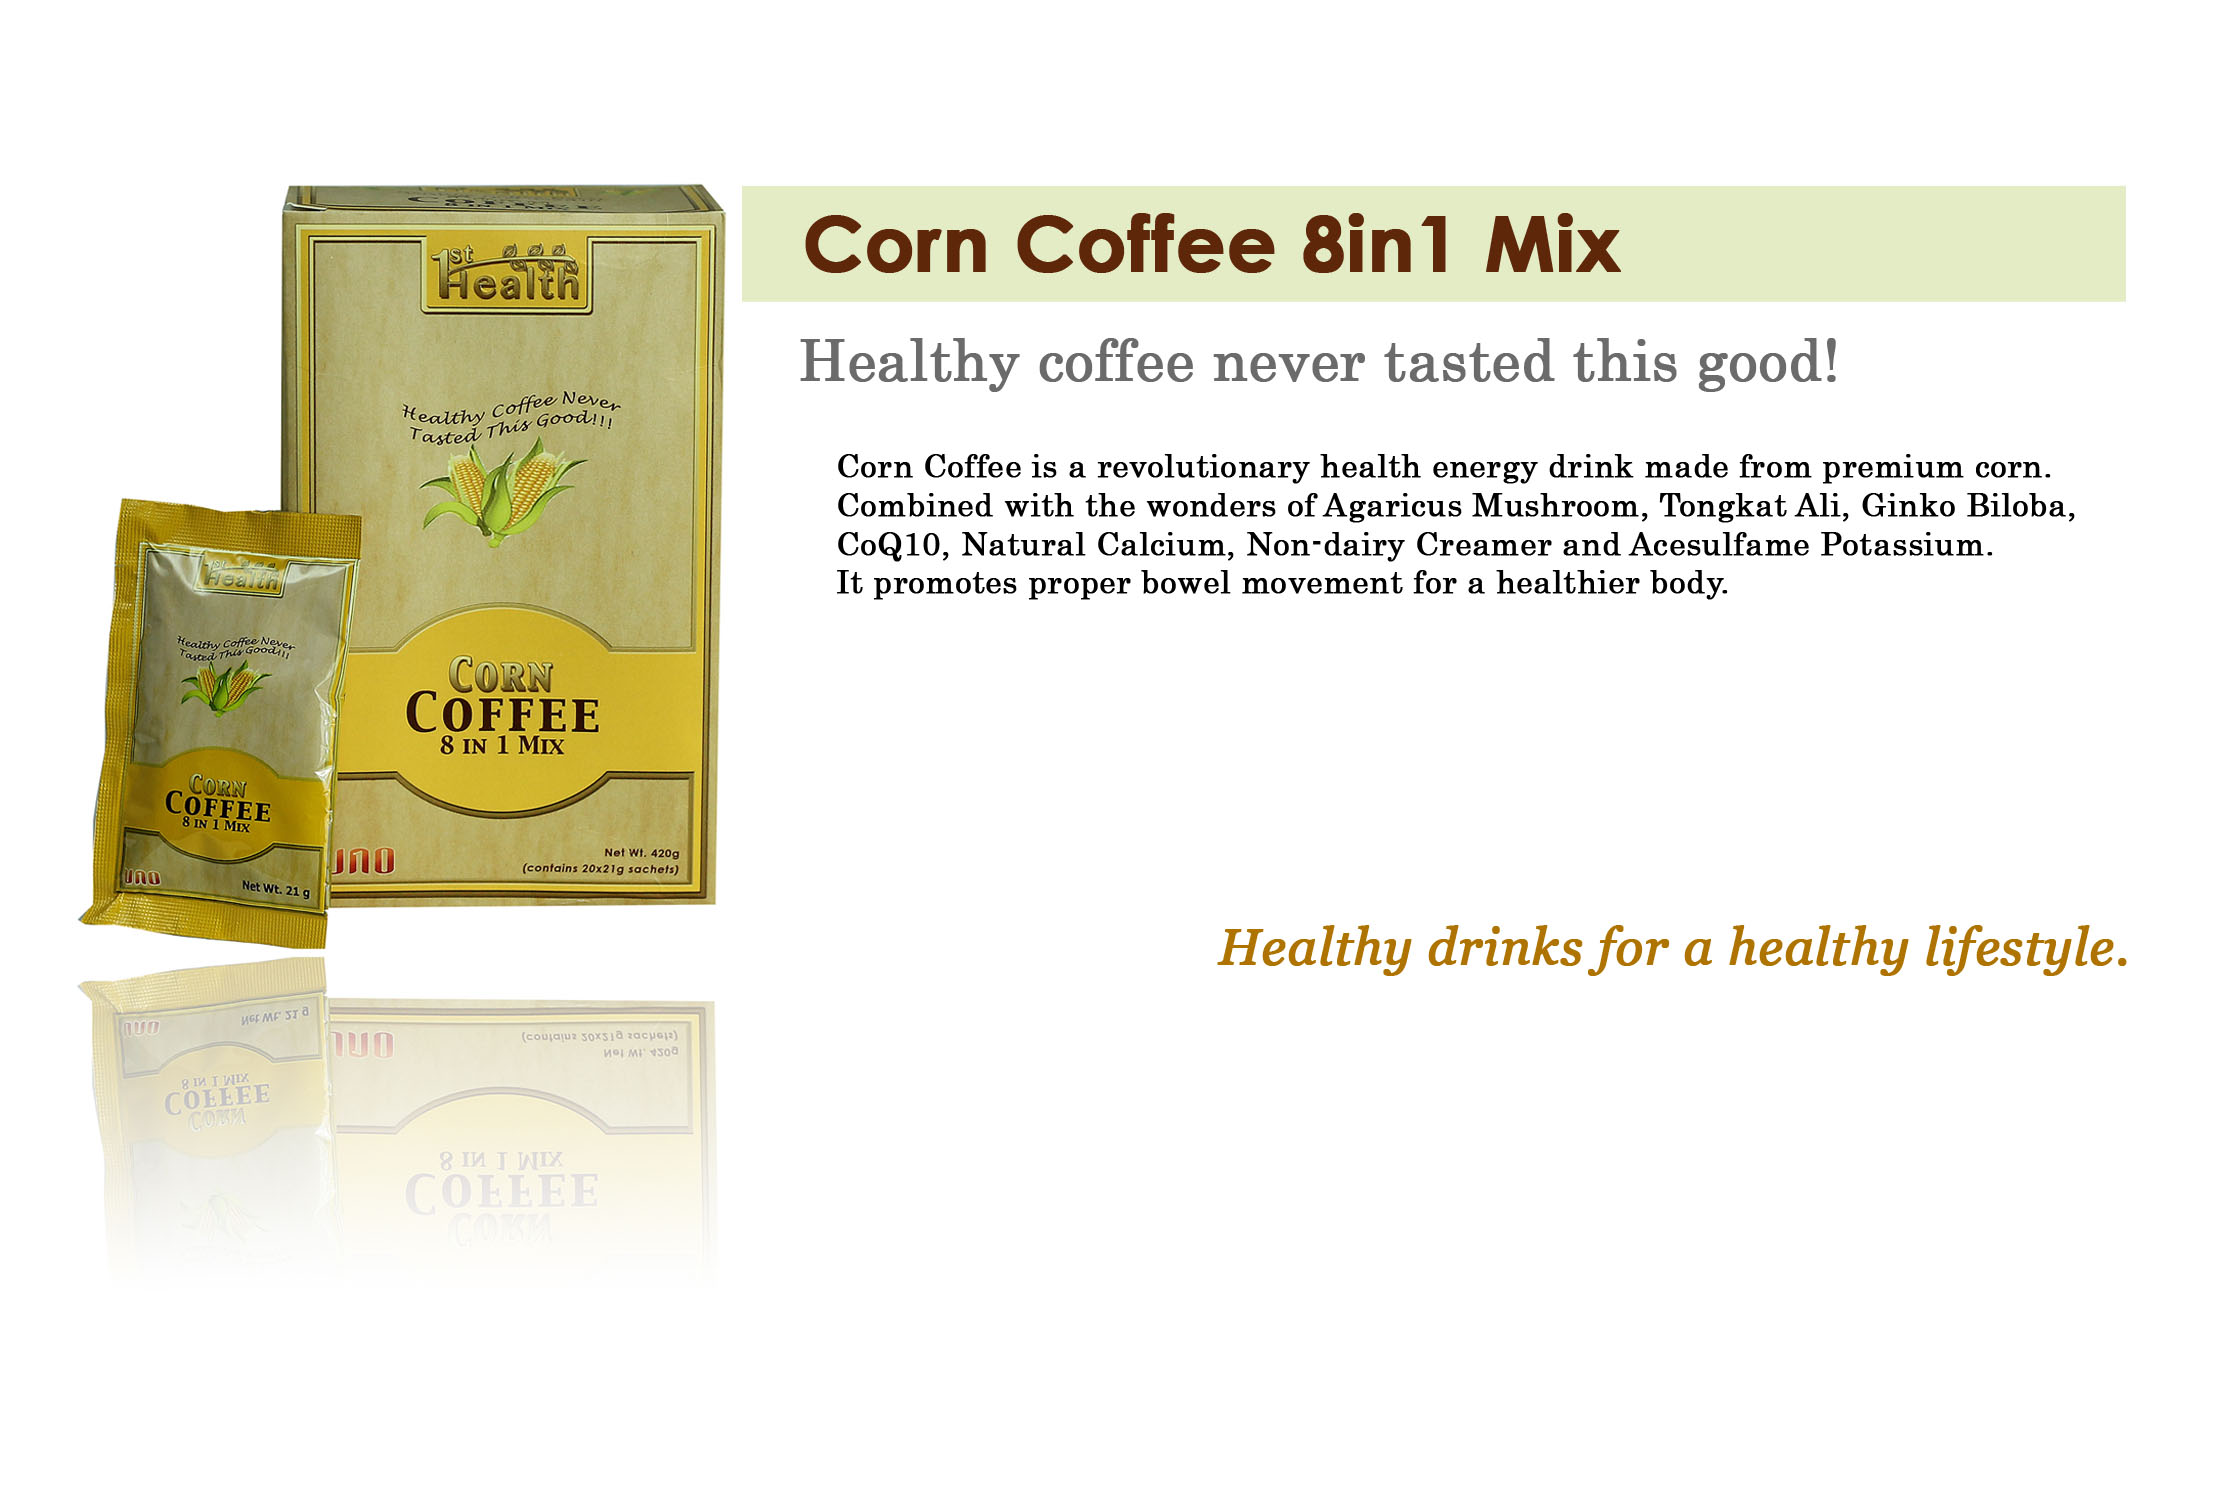 1st
Health
Healthy Coffee Never
Tasted This Good!!!
CORN
COFFEE
8 IN 1 MIX
uno
Net Wt. 420g
(contains 20x21g sachets)
1st
Health
Healthy Coffee Never
Tasted This Good!!!
CORN
COFFEE
8 IN 1 MIX
uno
Net Wt. 21 g
Corn Coffee 8in1 Mix
Healthy coffee never tasted this good!
Corn Coffee is a revolutionary health energy drink made from premium corn.
Combined with the wonders of Agaricus Mushroom, Tongkat Ali, Ginko Biloba,
CoQ10, Natural Calcium, Non-dairy Creamer and Acesulfame Potassium.
It promotes proper bowel movement for a healthier body.
Healthy drinks for a healthy lifestyle.